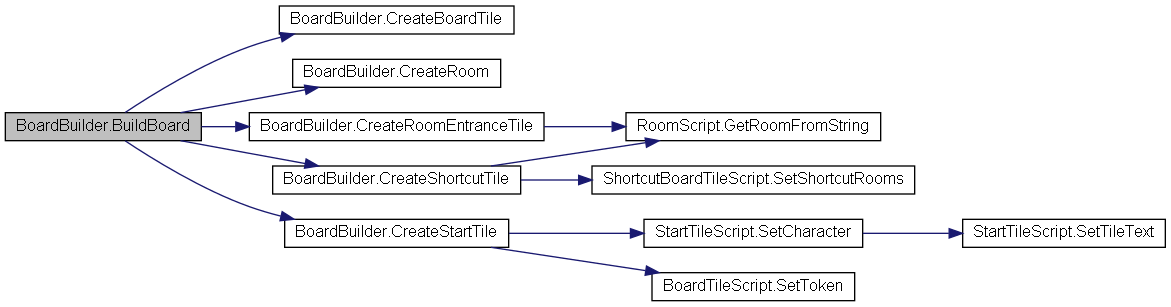 BoardBuilder.CreateBoardTile
BoardBuilder.CreateRoom
BoardBuilder.BuildBoard
BoardBuilder.CreateRoomEntranceTile
RoomScript.GetRoomFromString
BoardBuilder.CreateShortcutTile
ShortcutBoardTileScript.SetShortcutRooms
BoardBuilder.CreateStartTile
StartTileScript.SetCharacter
StartTileScript.SetTileText
BoardTileScript.SetToken